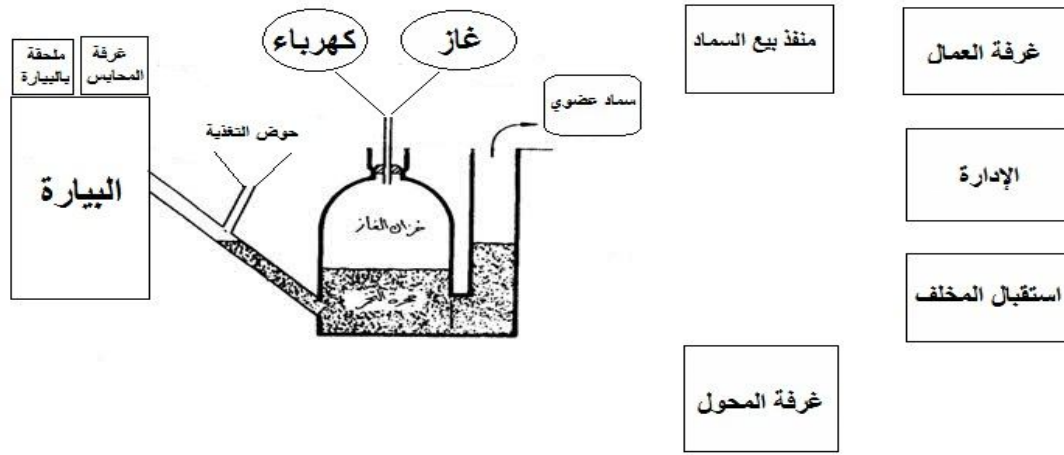 غرفة العمال
منفذ بيع السماد
غاز
كهرباء
غرفة
المحابس
ملحقة
بالبيارة
سماد عضوي
حوض التغذية
الإدارة
البيارة
خزان الغاز
استقبال المخلف
غرفة المحول